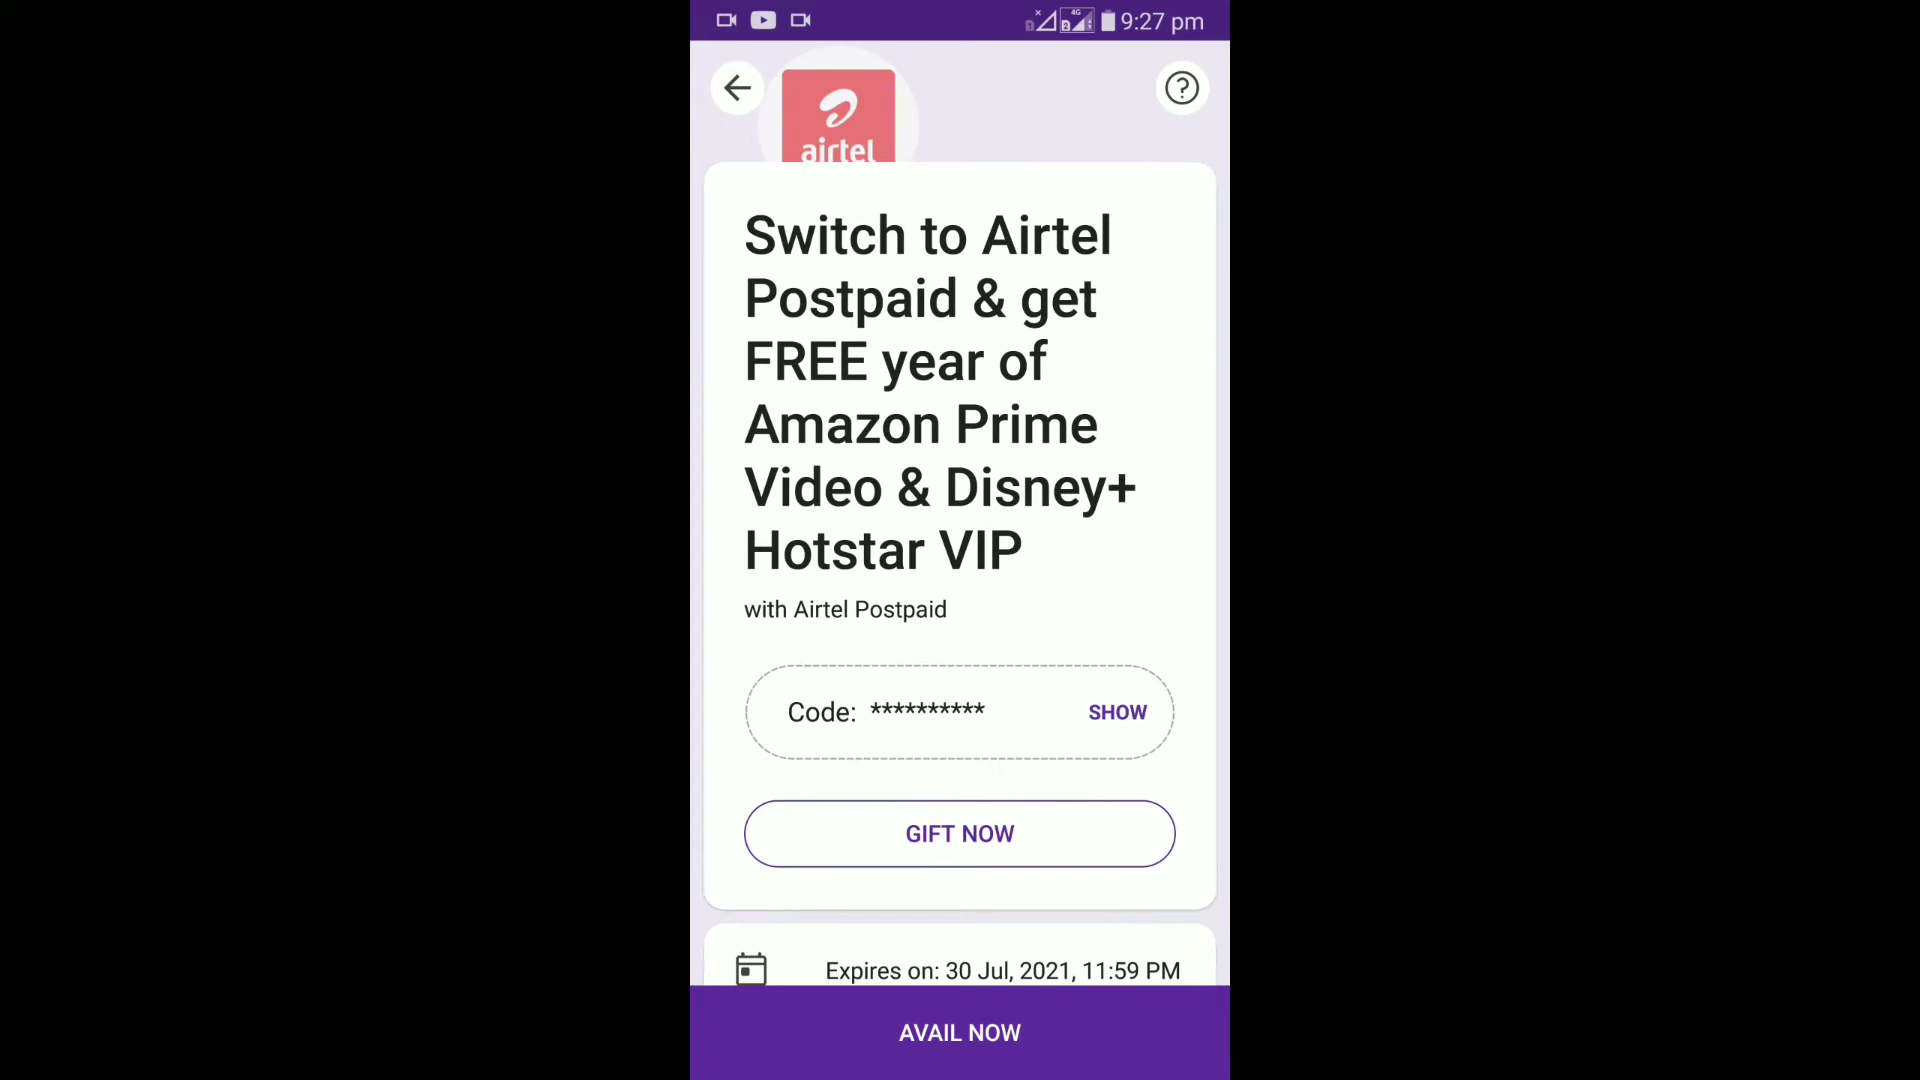 4G
9:27 pm
airtel
Switch to Airtel
Postpaid & get
FREE year of
Amazon Prime
Video & Disney+
Hotstar VIP
with Airtel Postpaid
Code: ********** SHOW
GIFT NOW
Expires on: 30 Jul, 2021, 11:59 PM
AVAIL NOW